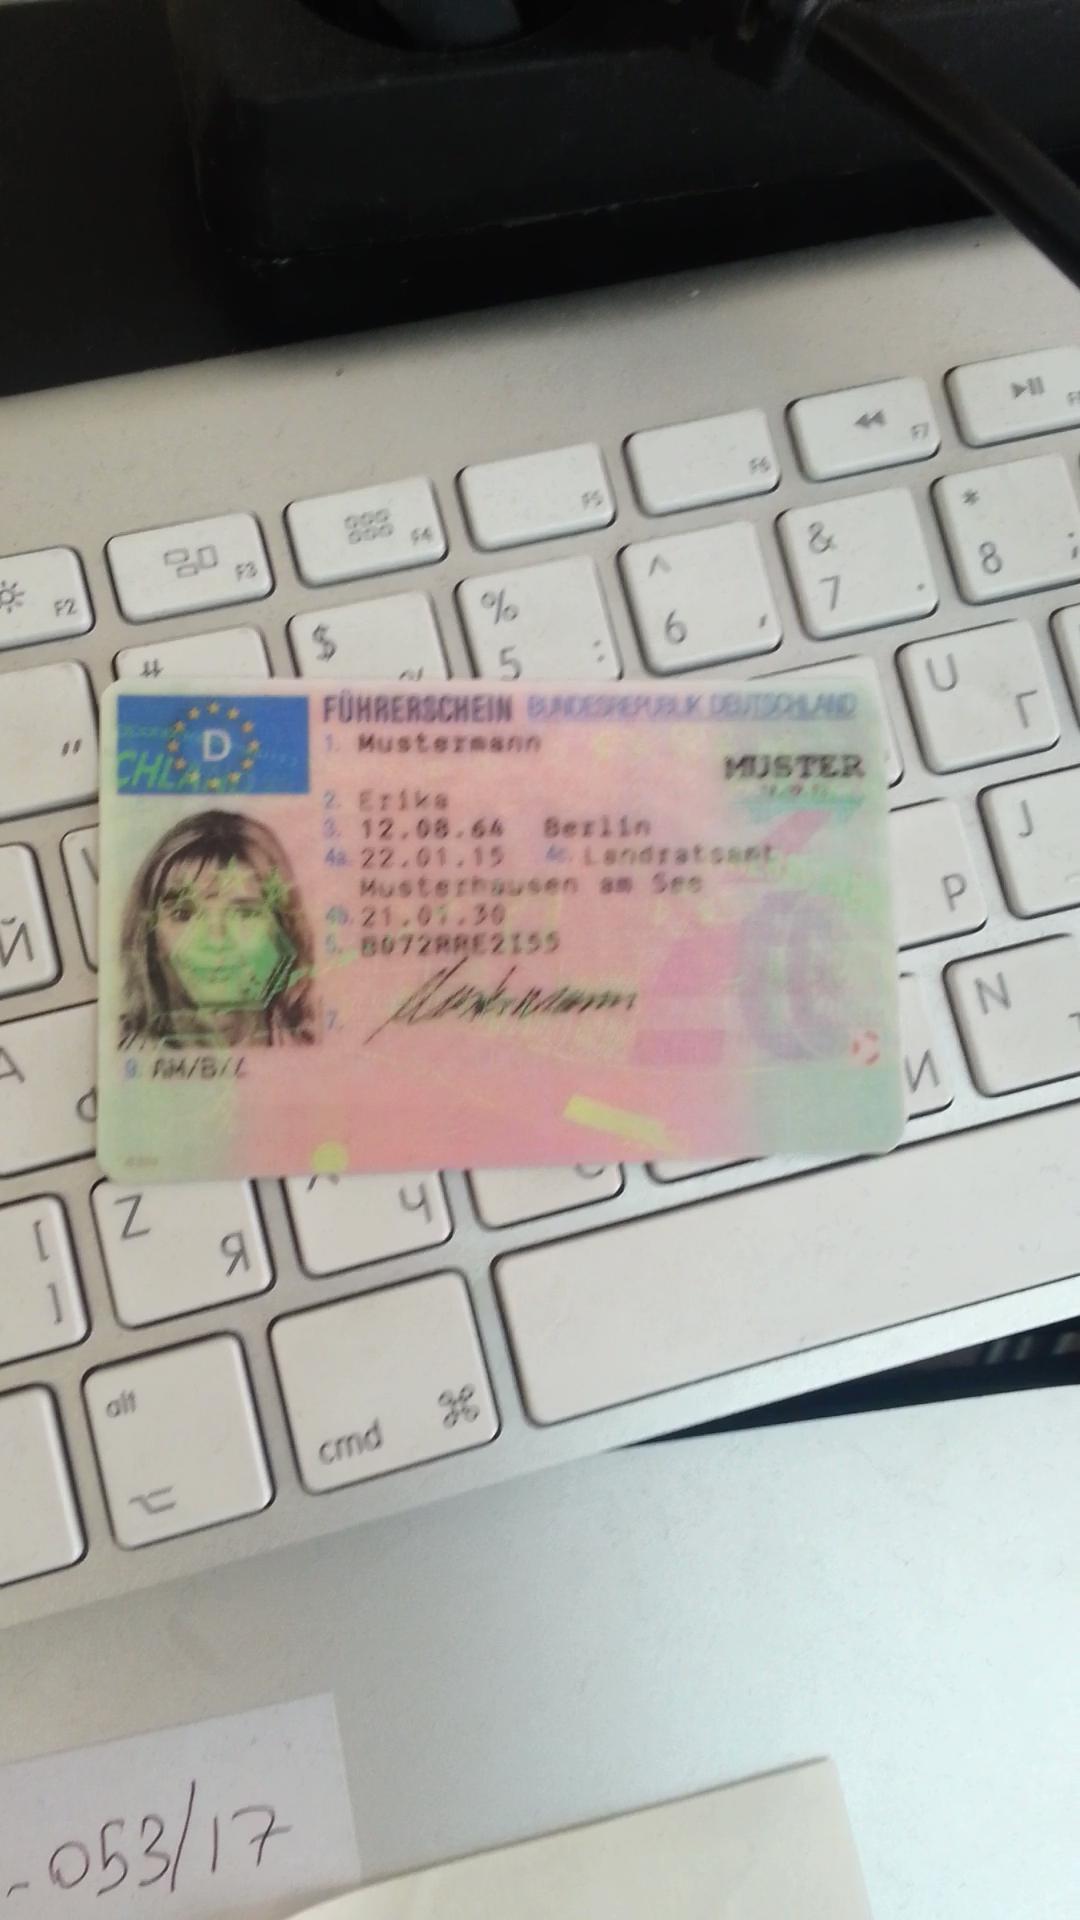 F2
F3
F4
F5
F6
F7
#
$
%
5 :
^
6 ,
&
7 .
*
8 ;
"
U
Г
J
Р
Й
FÜHRERSCHEIN BUNDESREPUBLIK DEUTSCHLAND
D
1. Mustermann
MUSTER
2. Erika
3. 12.08.64 Berlin
4a. 22.01.15 4c. Landratsamt
Musterhausen am See
4b. 21.01.30
5. B072RRE2I55
7. Mustermann
9. AM/B/L
N
И
А
Ф
[
]
Z
Я
Ч
alt
cmd
053/17